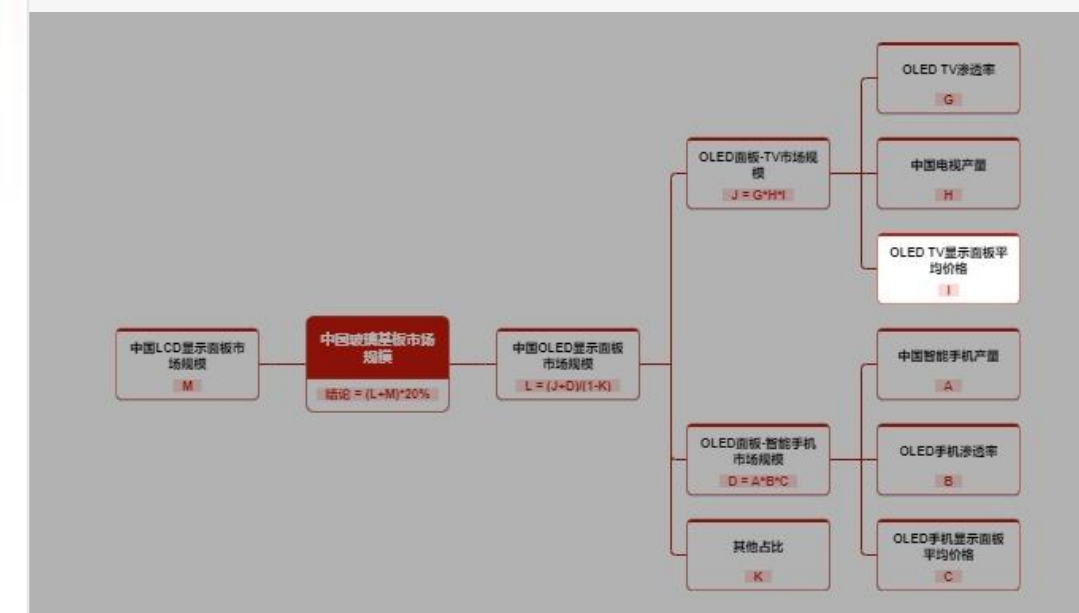 OLED TV渗透率
G
OLED面板-TV市场规
模
J = G*H*I
中国电视产量
H
OLED TV显示面板平
均价格
I
中国LCD显示面板市
场规模
M
中国玻璃基板市场
规模
结论 = (L+M)*20%
中国OLED显示面板
市场规模
L = (J+D)/(1-K)
中国智能手机产量
A
OLED面板-智能手机
市场规模
D = A*B*C
OLED手机渗透率
B
其他占比
K
OLED手机显示面板
平均价格
C